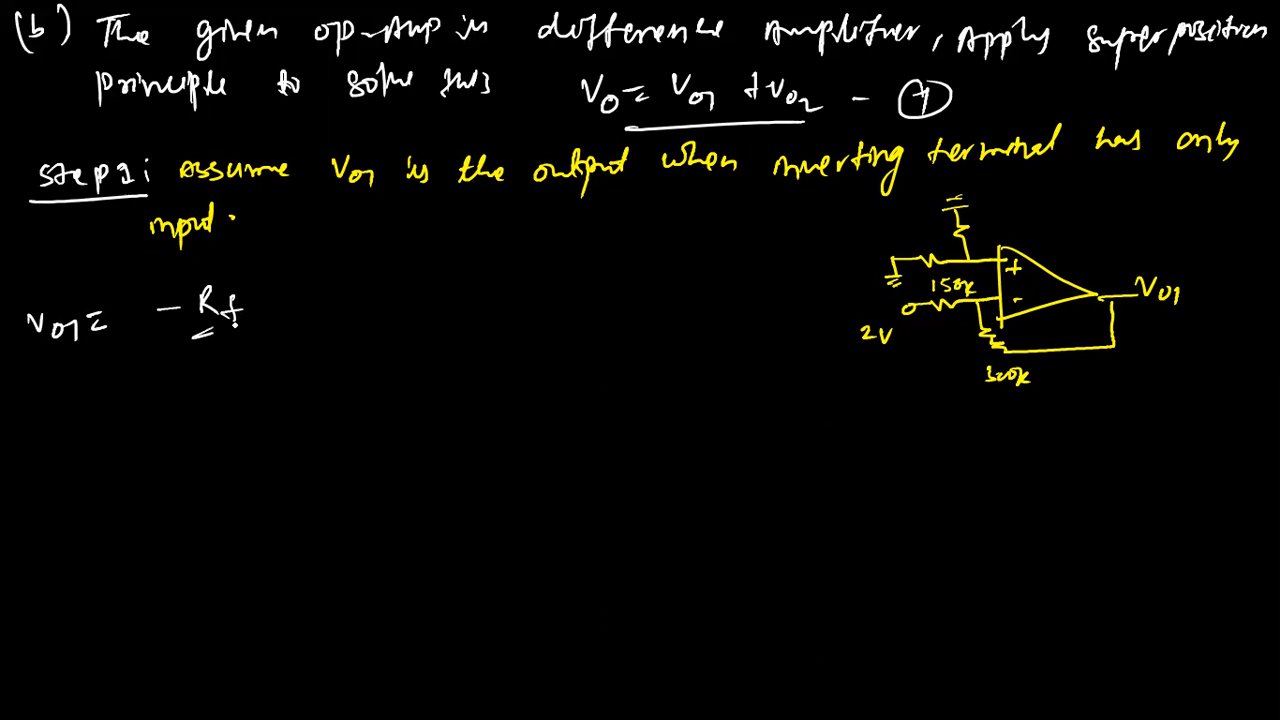 (b) The given op-Amp is difference Amplifier, Apply superposition
principle to solve this V₀ = V₀₁ + V₀₂ - ①
Step 1: Assume V₀₁ is the output when inverting terminal has only
input.
+
150k
-
V₀₁
2V
300k
V₀₁ = - Rf